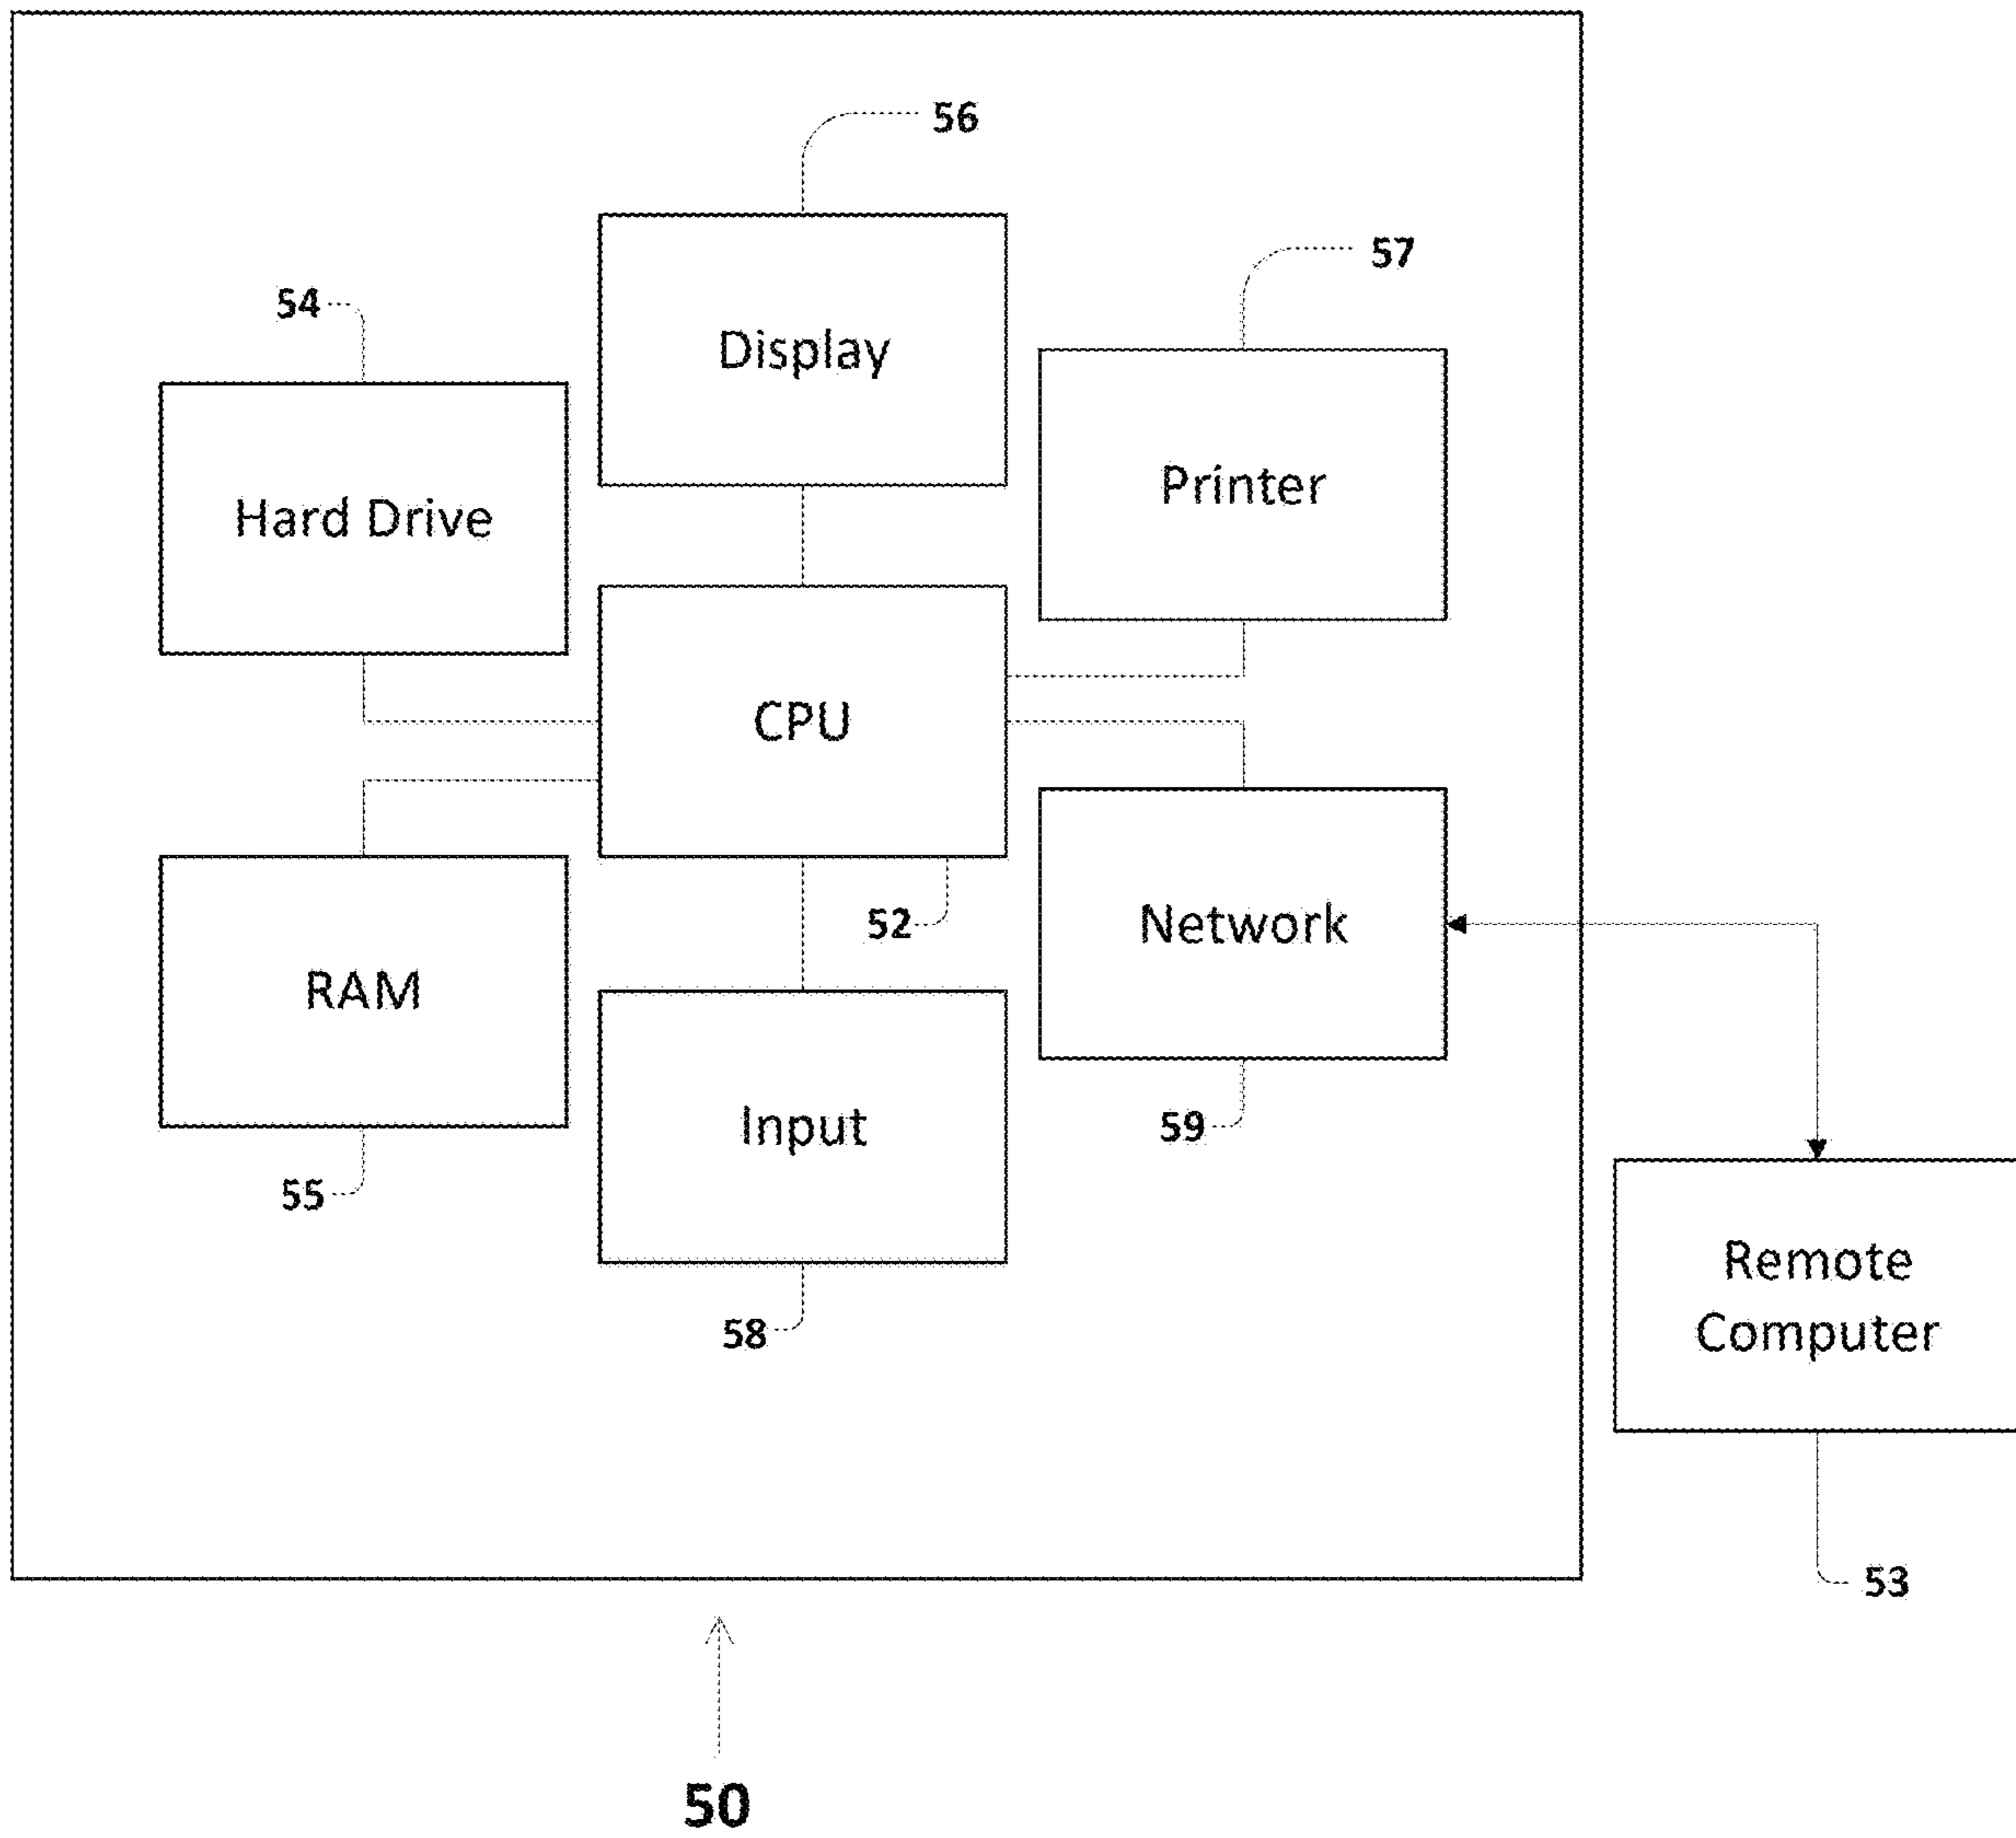 56
57
54
Display
Printer
Hard Drive
CPU
52
Network
RAM
Input
59
55
Remote
Computer
58
53
50